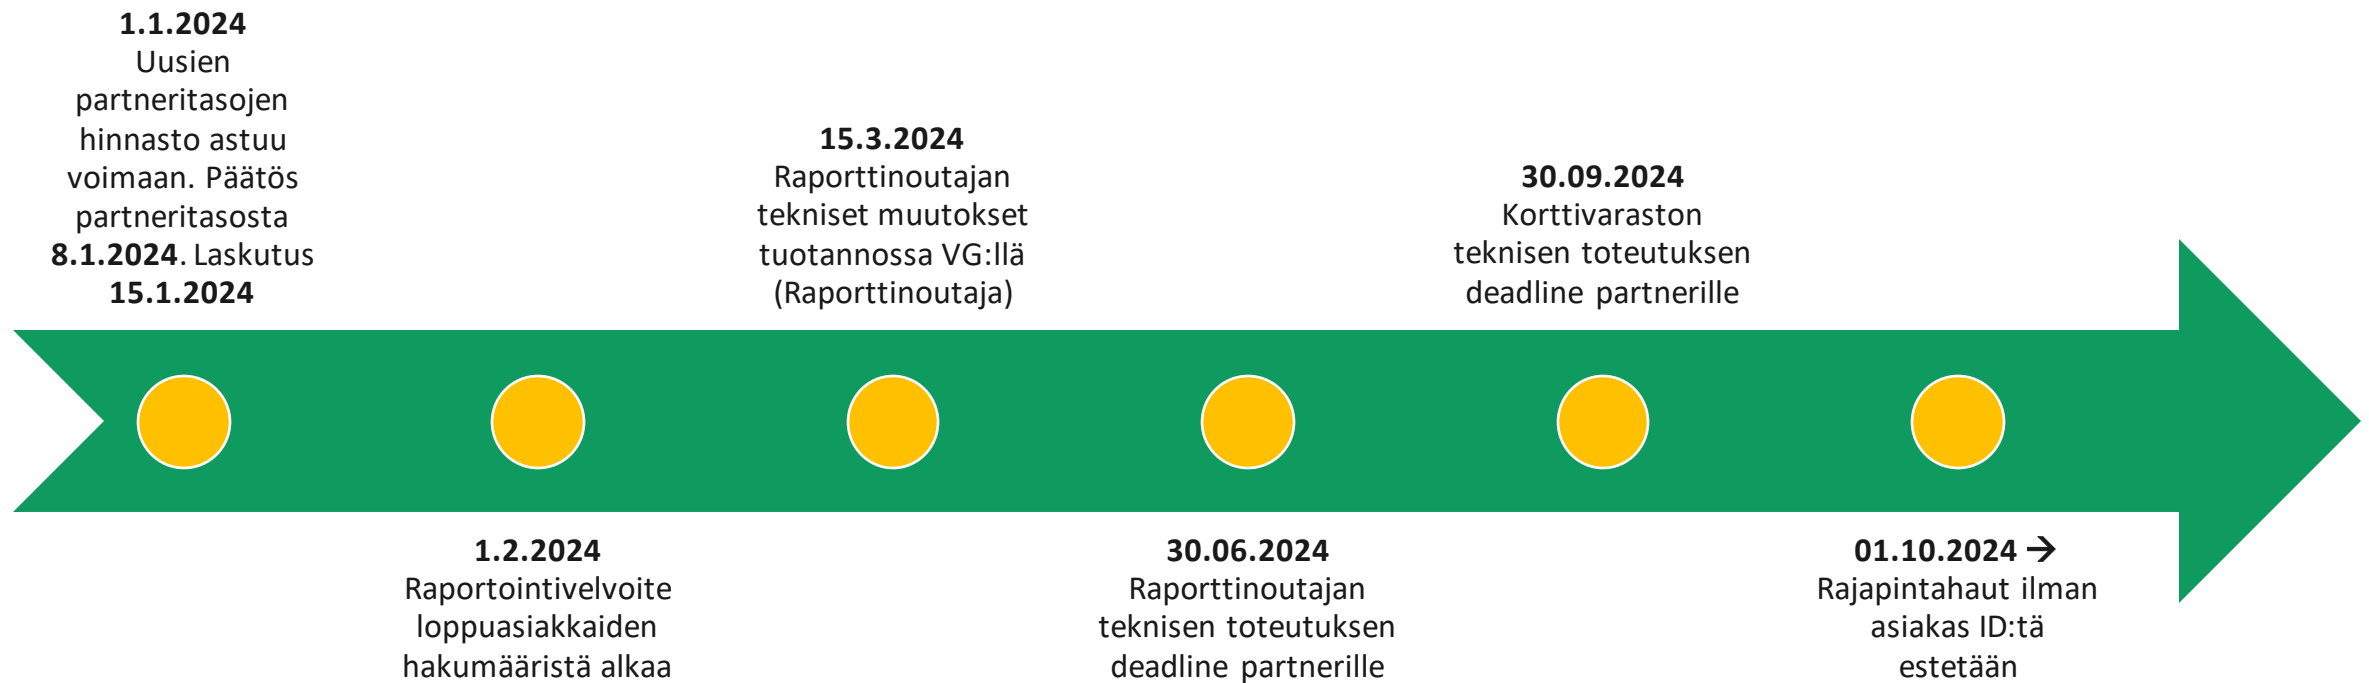 1.1.2024
Uusien
partneritasojen
hinnasto astuu
voimaan. Päätös
partneritasosta
8.1.2024. Laskutus
15.1.2024
1.2.2024
Raportointivelvoite
loppuasiakkaiden
hakumääristä alkaa
15.3.2024
Raporttinoutajan
tekniset muutokset
tuotannossa VG:llä
(Raporttinoutaja)
30.06.2024
Raporttinoutajan
teknisen toteutuksen
deadline partnerille
30.09.2024
Korttivaraston
teknisen toteutuksen
deadline partnerille
01.10.2024 →
Rajapintahaut ilman
asiakas ID:tä
estetään